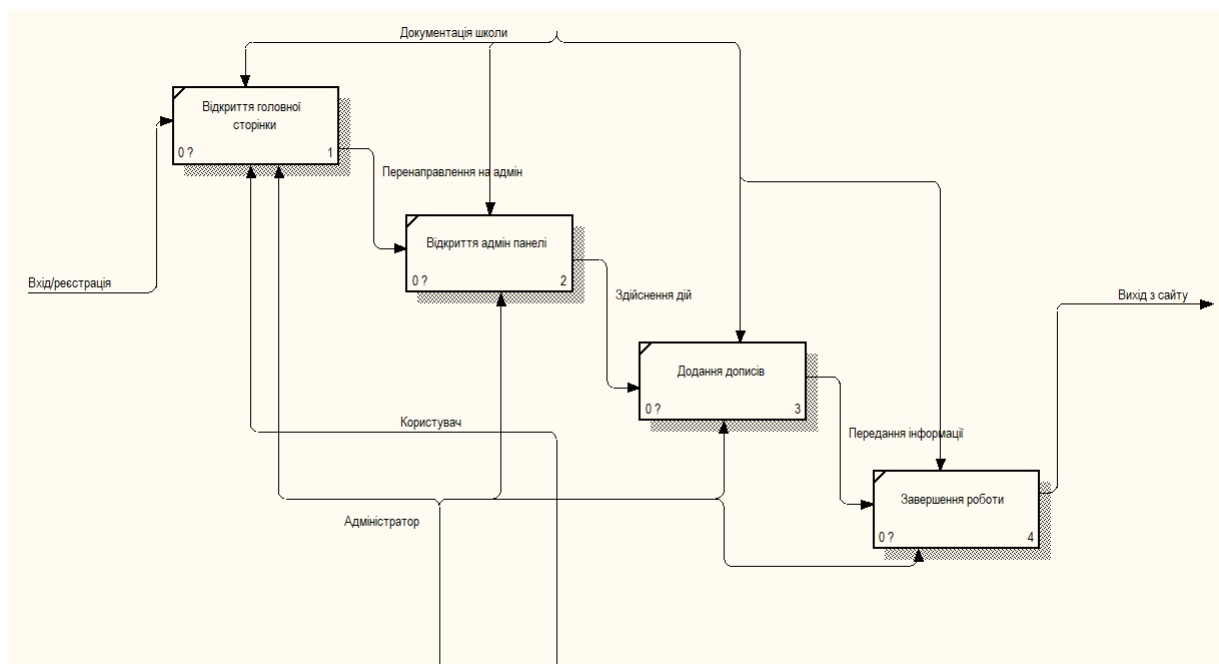 Документація школи
Відкриття головної
сторінки
0 ?
1
Перенаправлення на адмін
Відкриття адмін панелі
0 ?
2
Вхід/реєстрація
Здійснення дій
Вихід з сайту
Додання дописів
0 ?
3
Користувач
Передання інформації
Завершення роботи
0 ?
4
Адміністратор